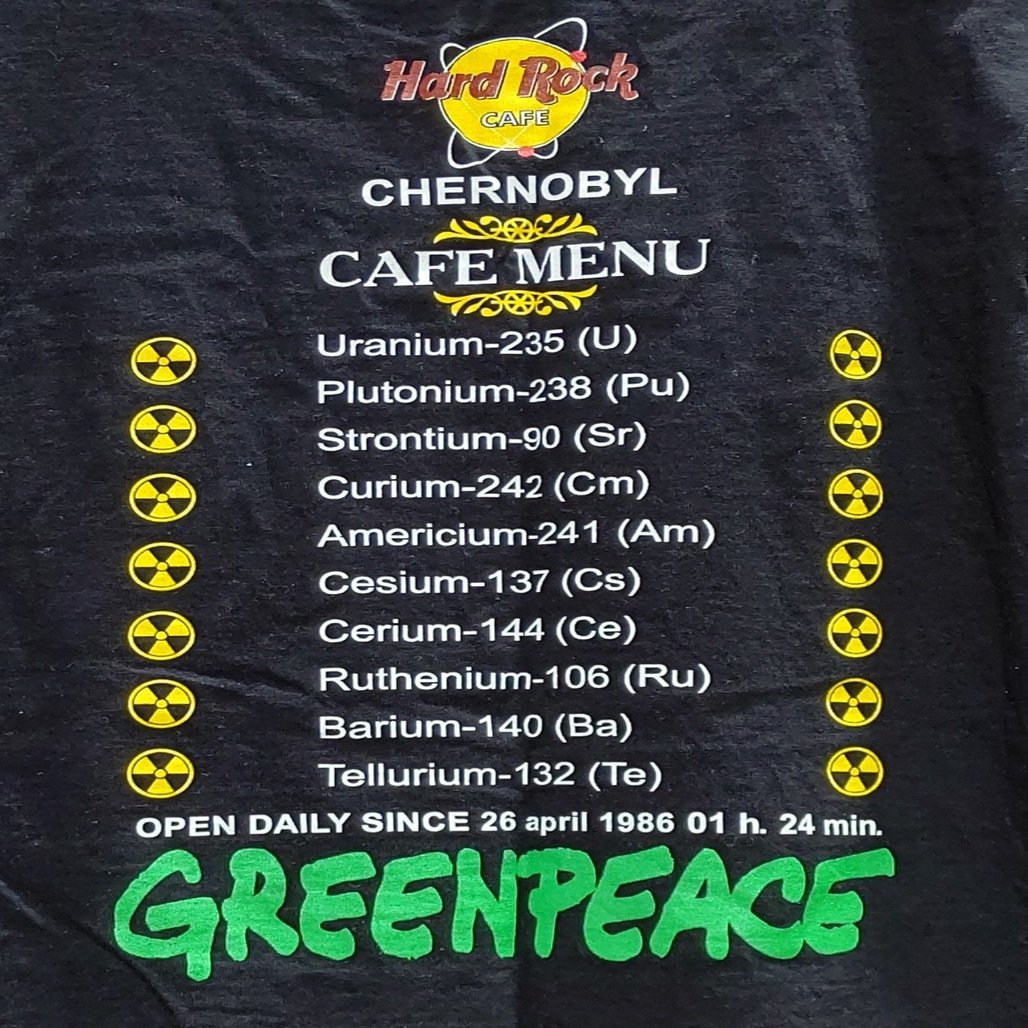 Hard Rock
CAFE
CHERNOBYL
CAFE MENU
Uranium-235 (U)
Plutonium-238 (Pu)
Strontium-90 (Sr)
Curium-242 (Cm)
Americium-241 (Am)
Cesium-137 (Cs)
Cerium-144 (Ce)
Ruthenium-106 (Ru)
Barium-140 (Ba)
Tellurium-132 (Te)
OPEN DAILY SINCE 26 april 1986 01 h. 24 min.
GREENPEACE